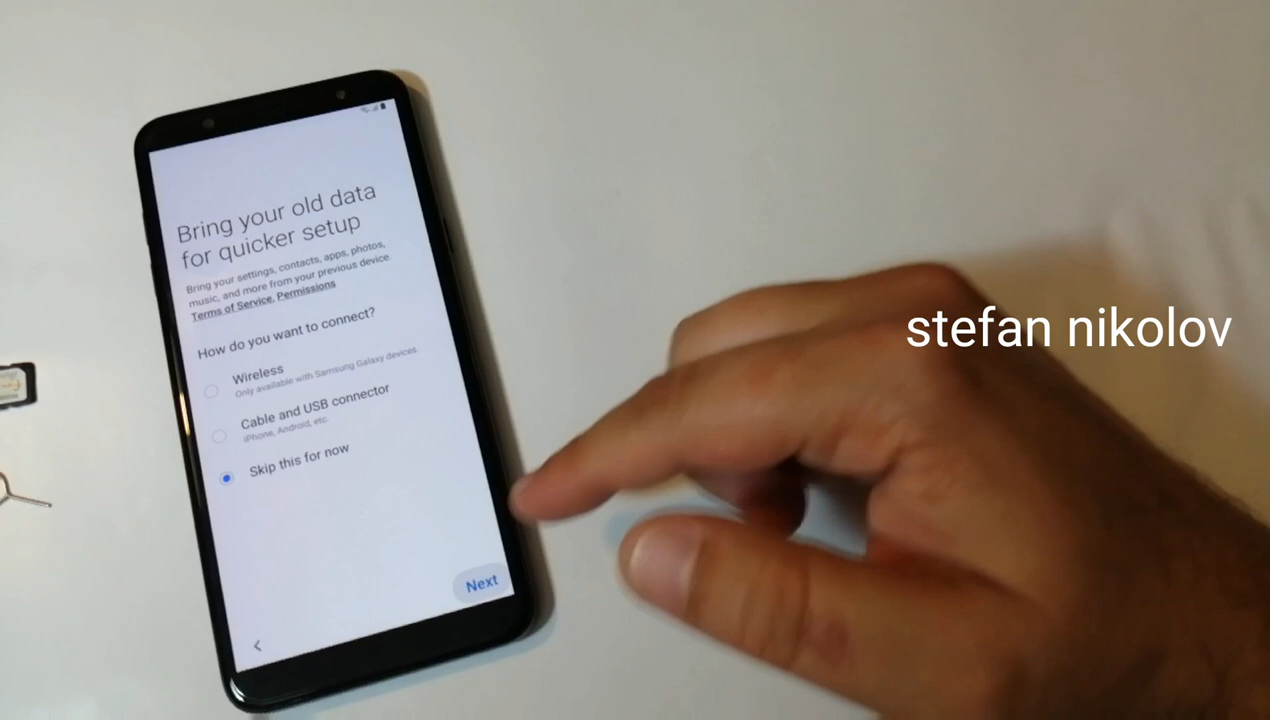 Bring your old data
for quicker setup
Bring your settings, contacts, apps, photos,
music, and more from your previous device.
Terms of Service, Permissions
How do you want to connect?
Wireless
Only available with Samsung Galaxy devices
Cable and USB connector
iPhone, Android, etc.
Skip this for now
Next
stefan nikolov